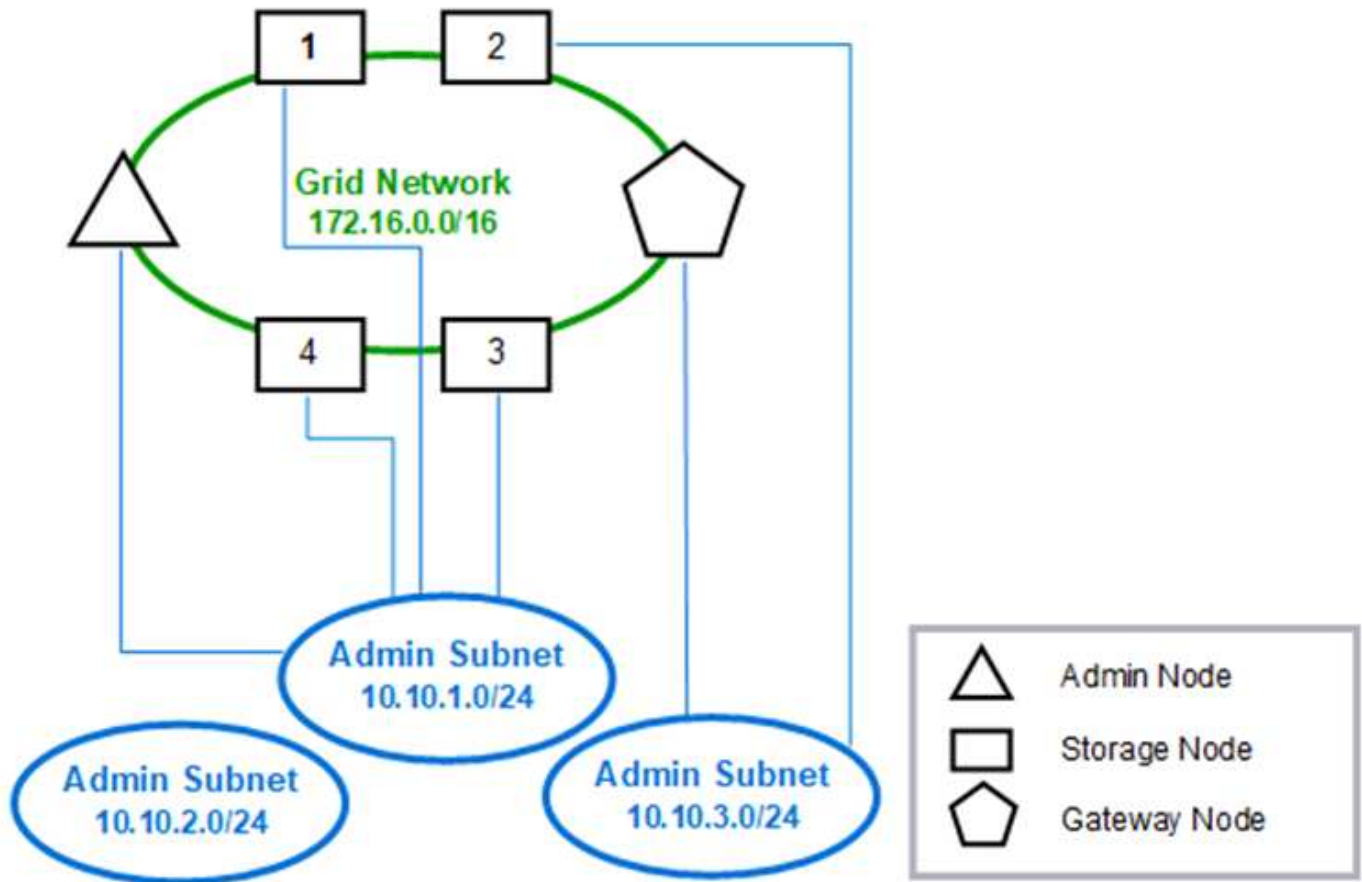 1
2
Grid Network
172.16.0.0/16
4
3
Admin Subnet
10.10.1.0/24
Admin Subnet
10.10.2.0/24
Admin Subnet
10.10.3.0/24
Admin Node
Storage Node
Gateway Node